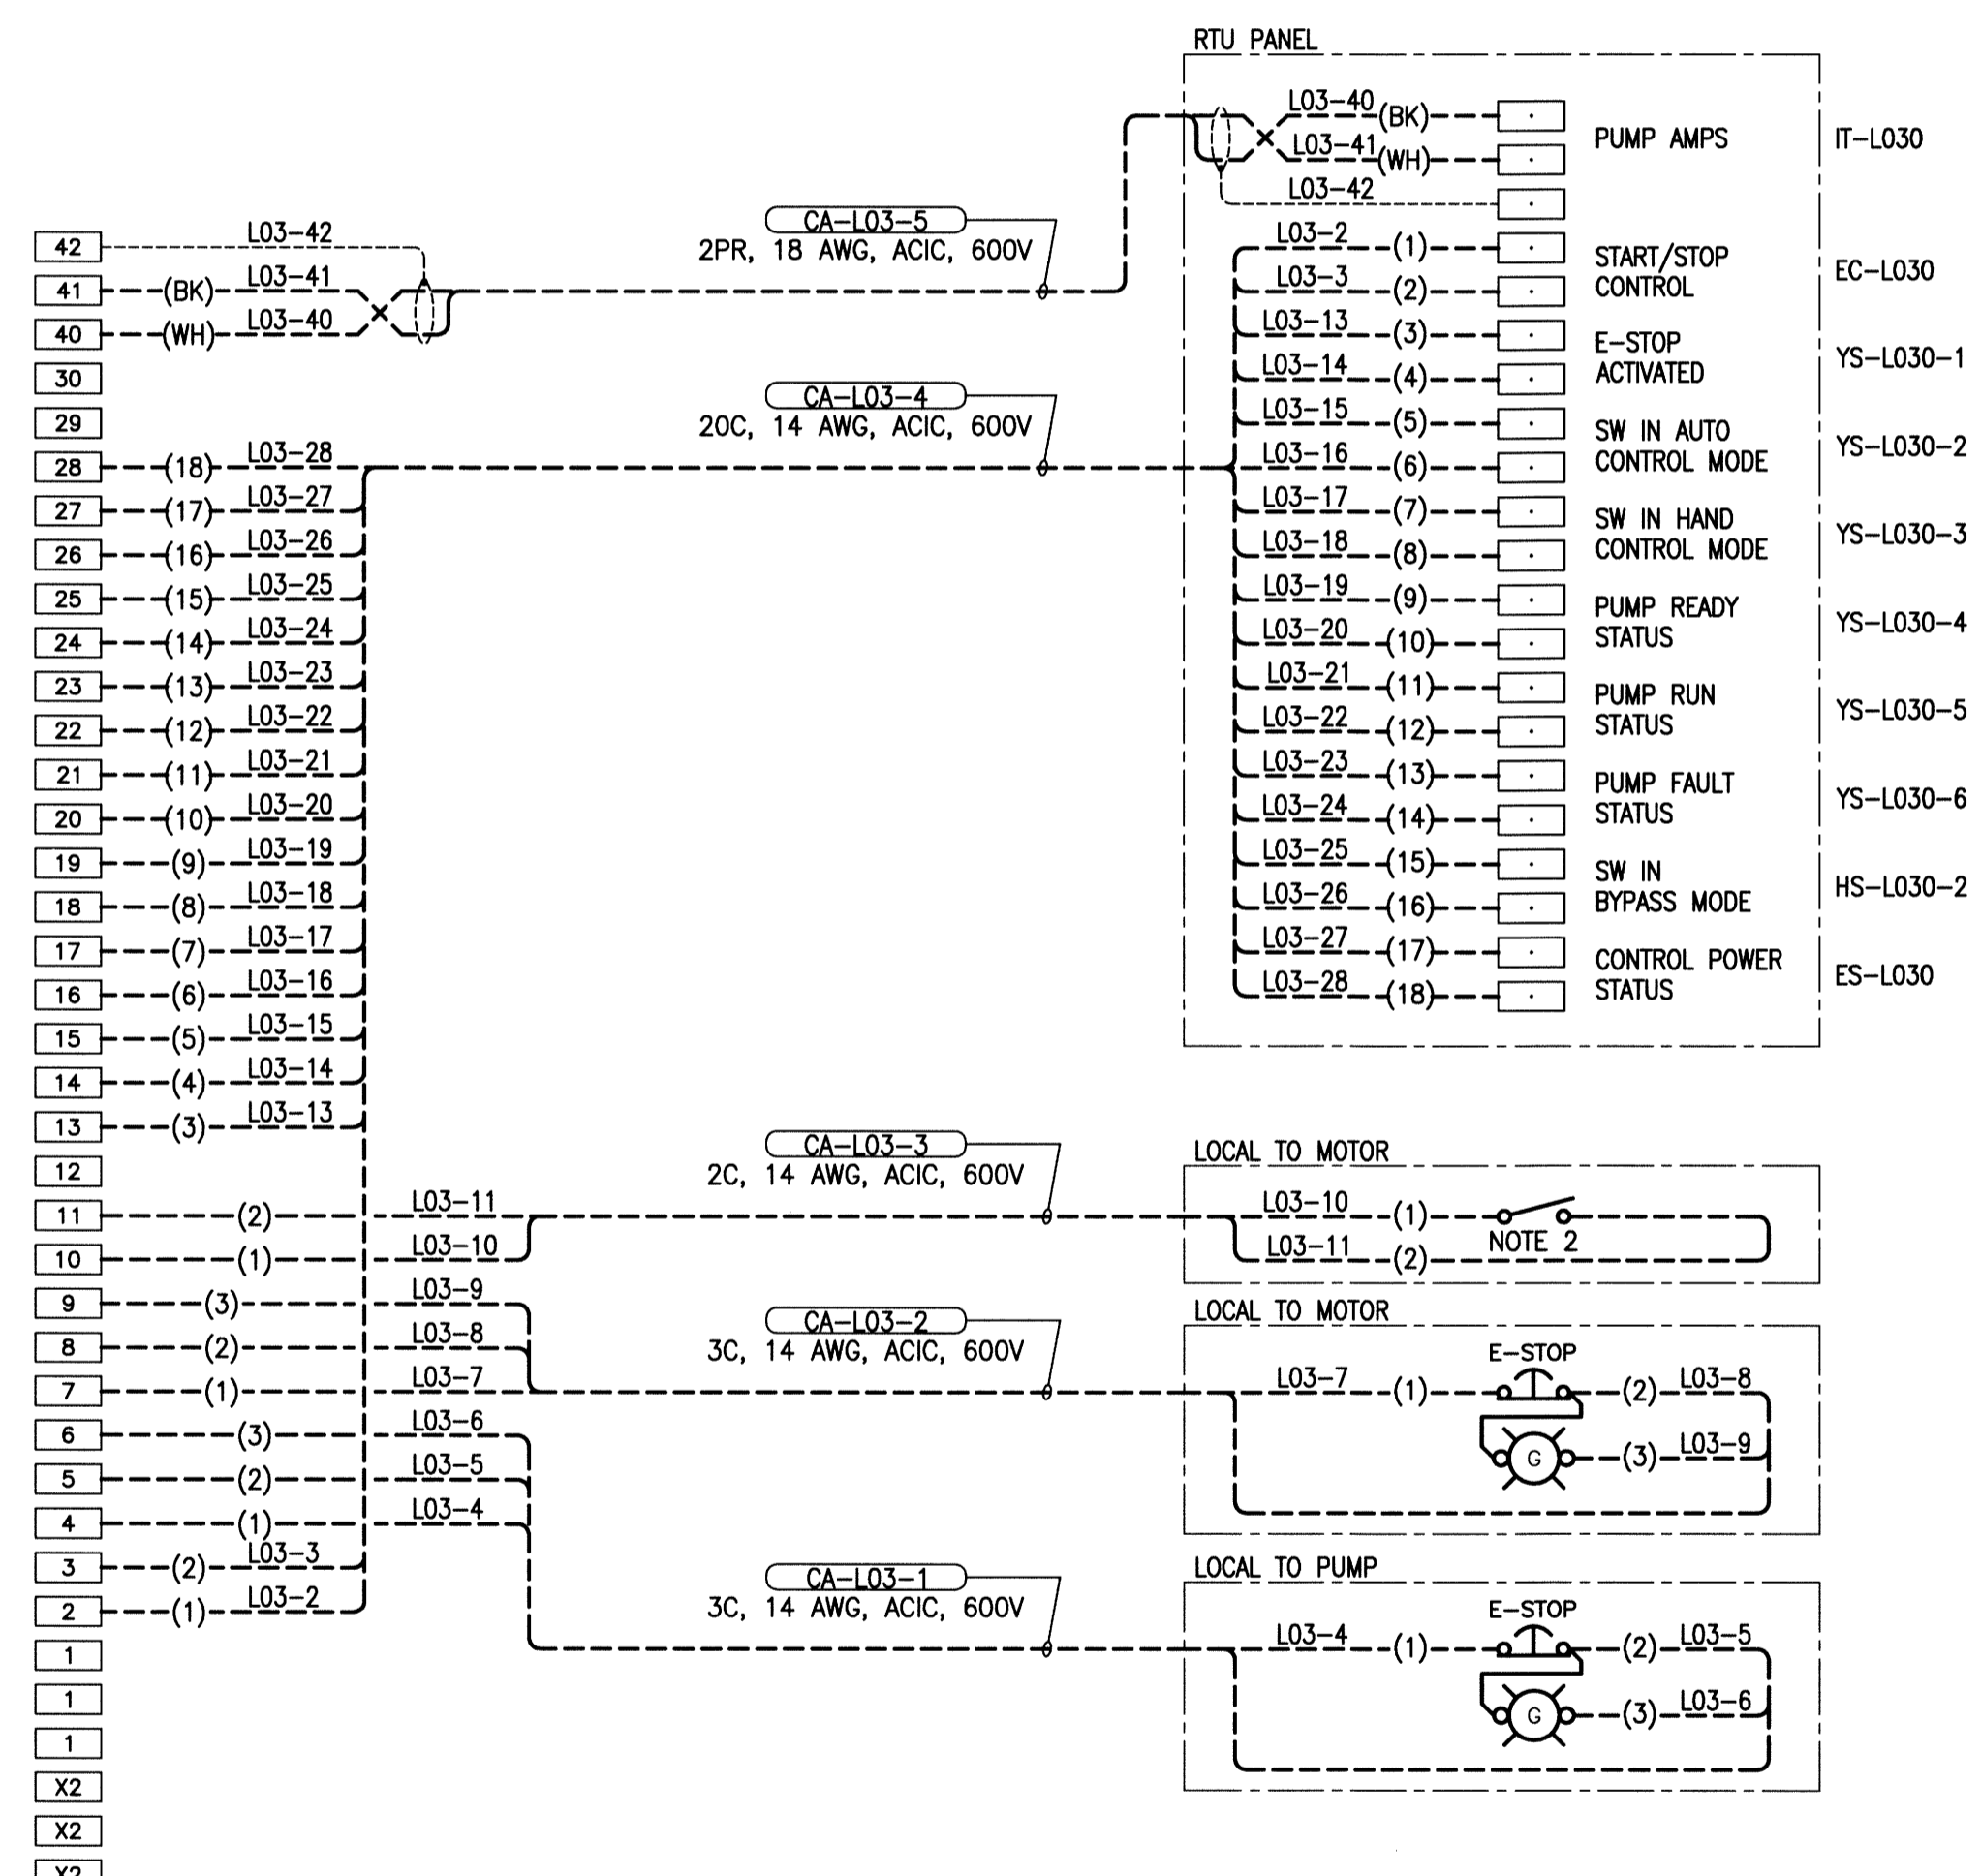 RTU PANEL
L03-40 (BK)
PUMP AMPS IT-L030
L03-41 (WH)
L03-42
CA-L03-5
2PR, 18 AWG, ACIC, 600V
42 L03-42
41 (BK) L03-41
40 (WH) L03-40
30
29
L03-2 (1)
START/STOP
CONTROL EC-L030
L03-3 (2)
L03-13 (3)
E-STOP
ACTIVATED YS-L030-1
L03-14 (4)
CA-L03-4
20C, 14 AWG, ACIC, 600V
L03-15 (5)
SW IN AUTO
CONTROL MODE YS-L030-2
L03-16 (6)
L03-17 (7)
SW IN HAND
CONTROL MODE YS-L030-3
L03-18 (8)
L03-19 (9)
PUMP READY
STATUS YS-L030-4
L03-20 (10)
L03-21 (11)
PUMP RUN
STATUS YS-L030-5
L03-22 (12)
L03-23 (13)
PUMP FAULT
STATUS YS-L030-6
L03-24 (14)
L03-25 (15)
SW IN
BYPASS MODE HS-L030-2
L03-26 (16)
L03-27 (17)
CONTROL POWER
STATUS ES-L030
L03-28 (18)
28 (18) L03-28
27 (17) L03-27
26 (16) L03-26
25 (15) L03-25
24 (14) L03-24
23 (13) L03-23
22 (12) L03-22
21 (11) L03-21
20 (10) L03-20
19 (9) L03-19
18 (8) L03-18
17 (7) L03-17
16 (6) L03-16
15 (5) L03-15
14 (4) L03-14
13 (3) L03-13
12
11 (2) L03-11
10 (1) L03-10
CA-L03-3
2C, 14 AWG, ACIC, 600V
LOCAL TO MOTOR
L03-10 (1)
NOTE 2
L03-11 (2)
9 (3) L03-9
8 (2) L03-8
7 (1) L03-7
CA-L03-2
3C, 14 AWG, ACIC, 600V
LOCAL TO MOTOR
E-STOP
L03-7 (1) (2) L03-8
G (3) L03-9
6 (3) L03-6
5 (2) L03-5
4 (1) L03-4
3 (2) L03-3
2 (1) L03-2
CA-L03-1
3C, 14 AWG, ACIC, 600V
LOCAL TO PUMP
E-STOP
L03-4 (1) (2) L03-5
G (3) L03-6
1
1
1
X2
X2
X2